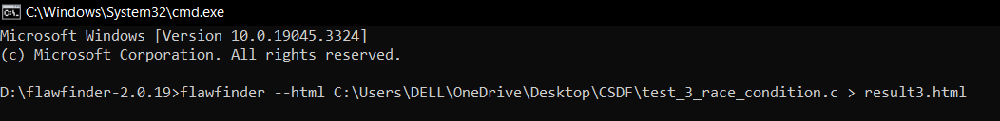 C:\Windows\System32\cmd.exe
Microsoft Windows [Version 10.0.19045.3324]
(c) Microsoft Corporation. All rights reserved.
D:\flawfinder-2.0.19>flawfinder --html C:\Users\DELL\OneDrive\Desktop\CSDF\test_3_race_condition.c > result3.html